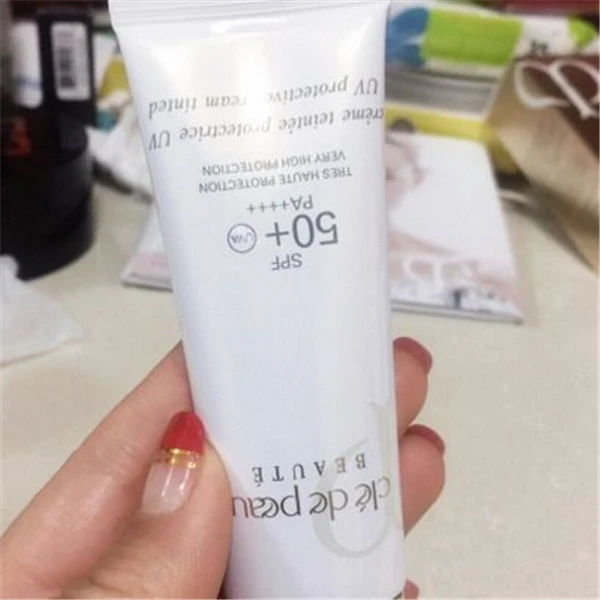 clé de peau
BEAUTÉ
SPF
50+ UVA
PA++++
VERY HIGH PROTECTION
TRES HAUTE PROTECTION
crème teintée protectrice UV
UV protective cream tinted